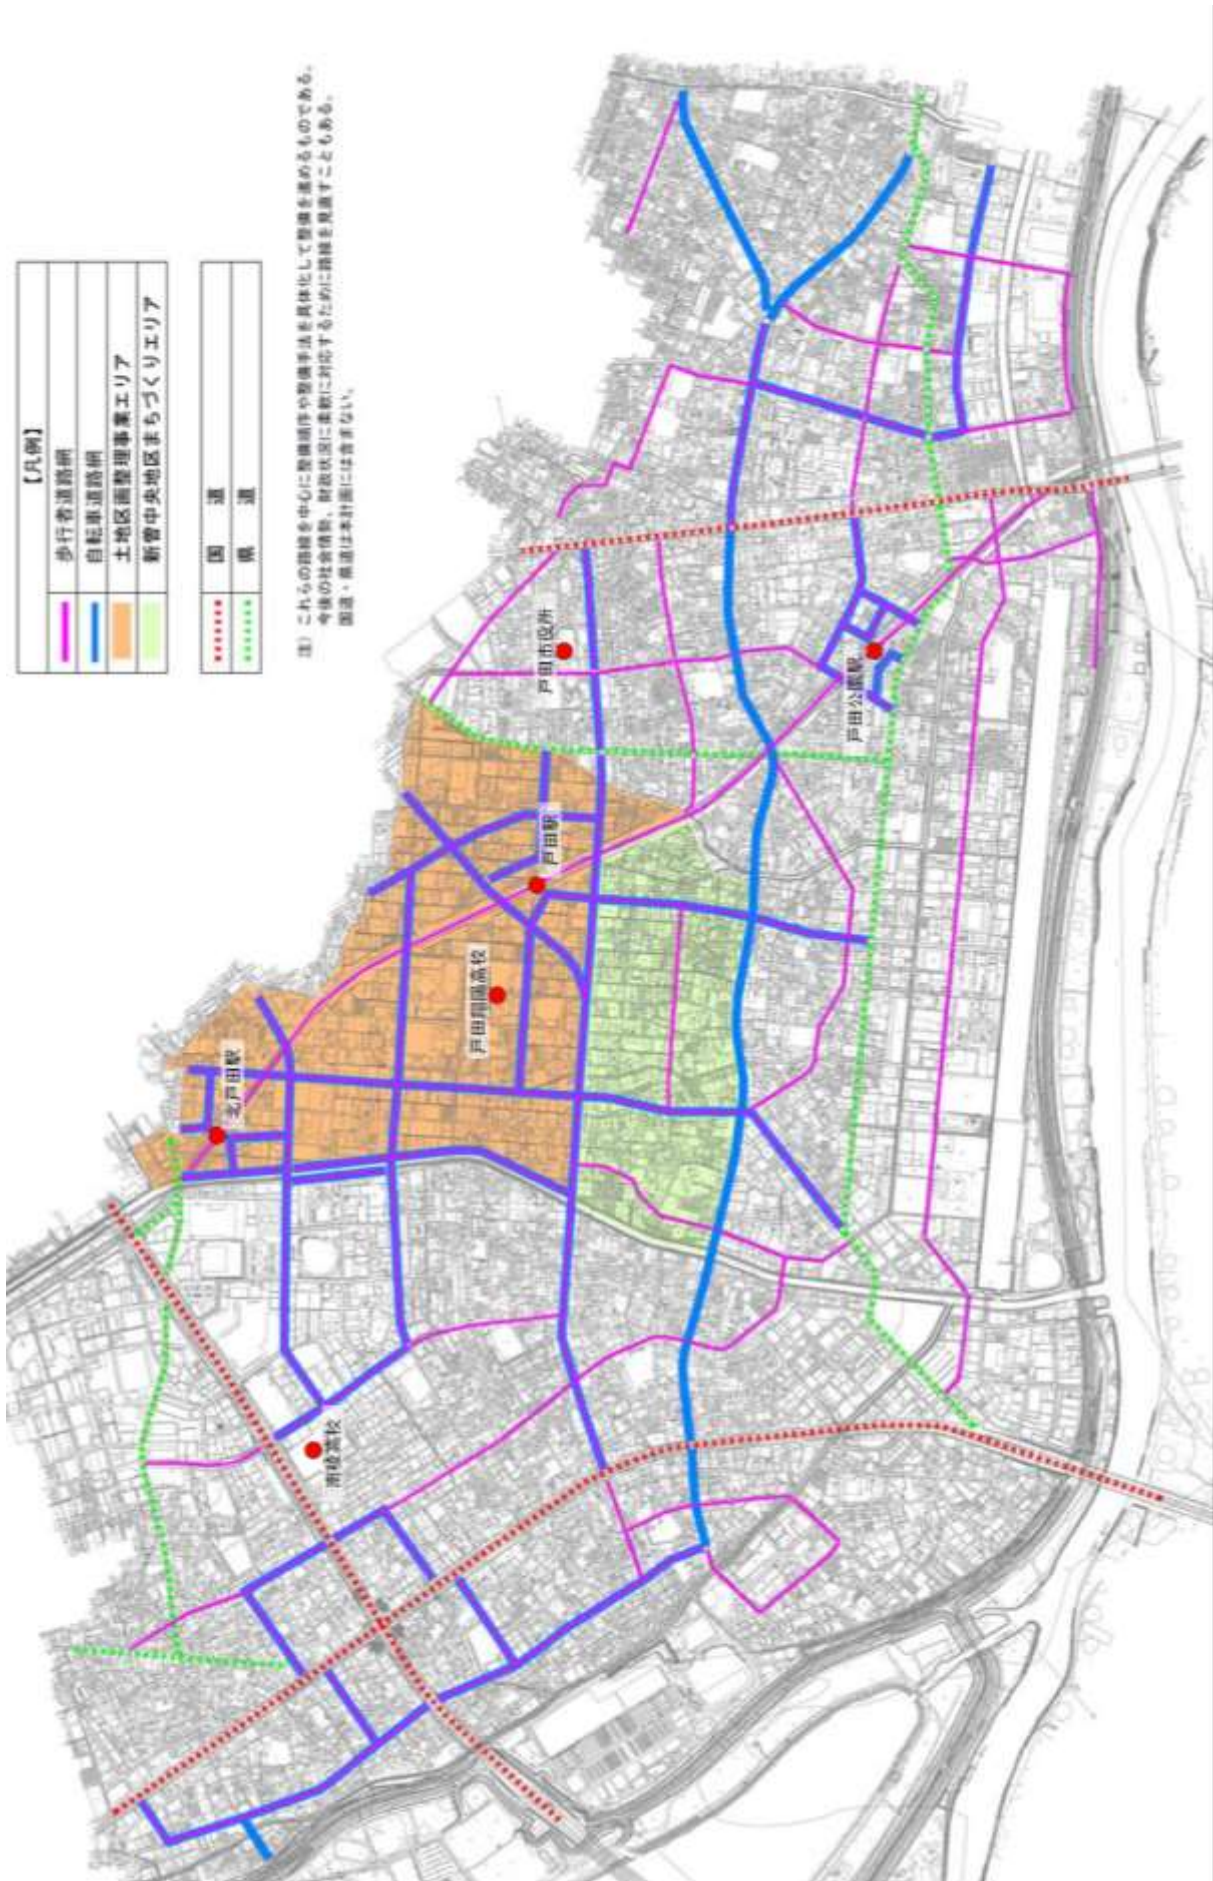 【凡例】
歩行者道路網
自転車道路網
土地区画整理事業エリア
新曽中央地区まちづくりエリア
国 道
県 道
注）これらの路線を中心に整備順序や整備手法を具体化して整備を進めるものである。
今後の社会情勢、財政状況に柔軟に対応するために路線を見直すこともある。
国道・県道は本計画には含まない。
北戸田駅
戸田翔陽高校
戸田駅
戸田市役所
戸田公園駅
南稜高校